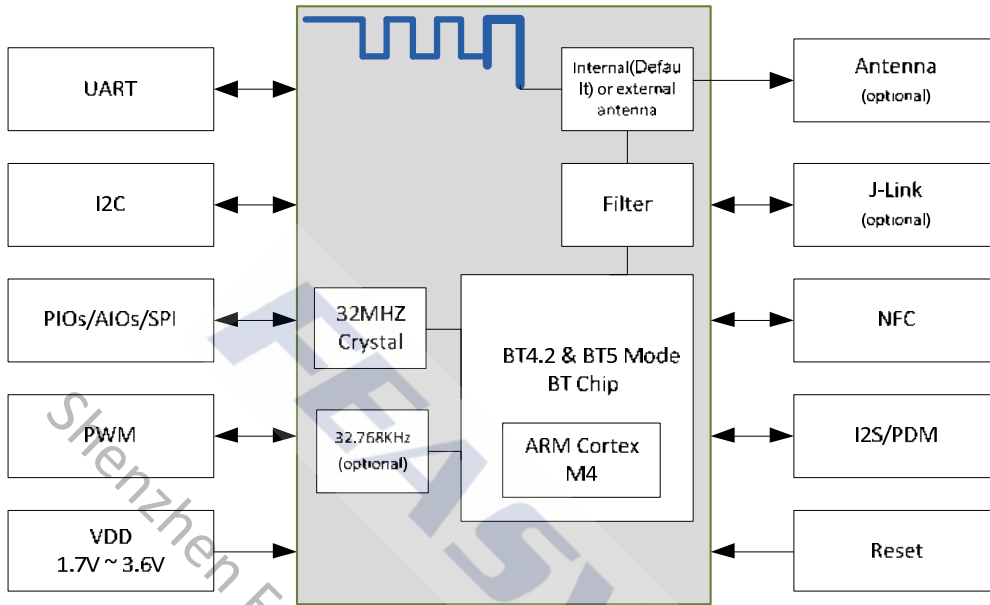 UART
I2C
PIOs/AIOs/SPI
PWM
VDD
1.7V ~ 3.6V
Internal(Defau
lt) or external
antenna
Filter
32MHZ
Crystal
32.768KHz
(optional)
BT4.2 & BT5 Mode
BT Chip
ARM Cortex
M4
Antenna
(optional)
J-Link
(optional)
NFC
I2S/PDM
Reset
Shenzhen
FEASY